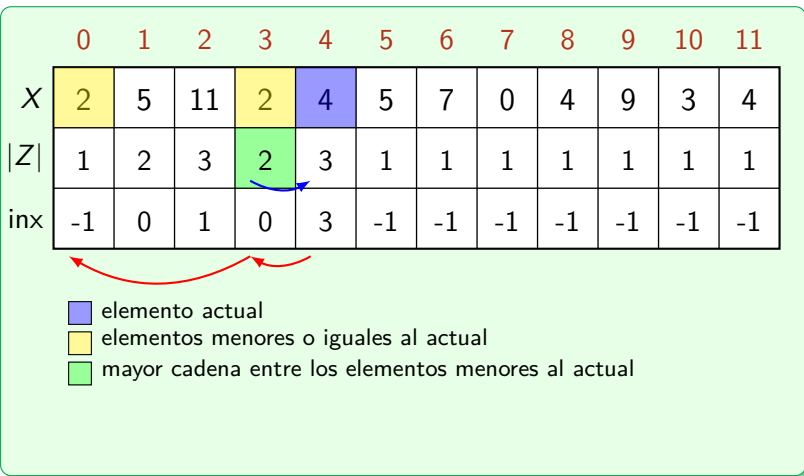 0 1 2 3 4 5 6 7 8 9 10 11
X 2 5 11 2 4 5 7 0 4 9 3 4
|Z| 1 2 3 2 3 1 1 1 1 1 1 1
inx -1 0 1 0 3 -1 -1 -1 -1 -1 -1 -1
elemento actual
elementos menores o iguales al actual
mayor cadena entre los elementos menores al actual